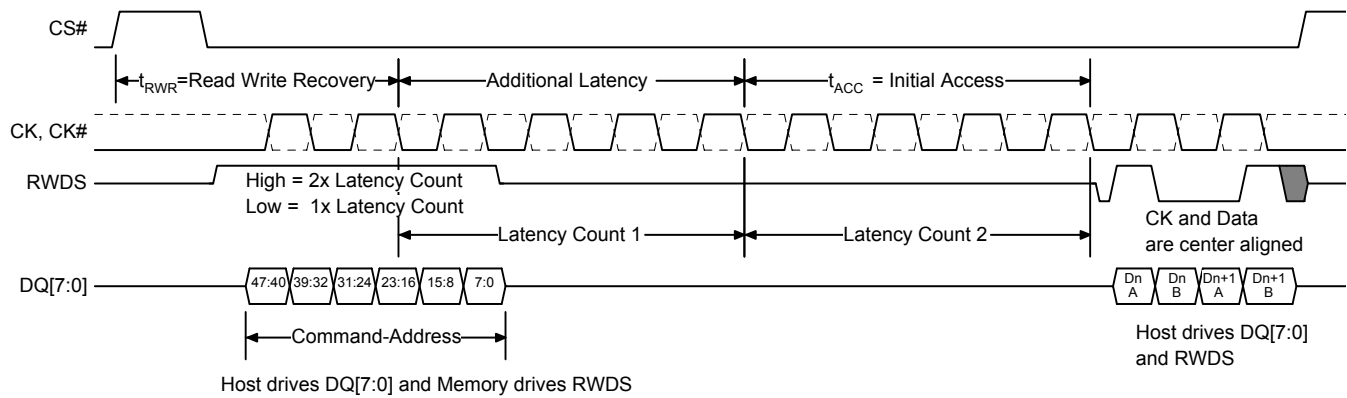 CS#
tRWR=Read Write Recovery
Additional Latency
tACC = Initial Access
CK, CK#
RWDS
High = 2x Latency Count
Low = 1x Latency Count
CK and Data
are center aligned
Latency Count 1
Latency Count 2
DQ[7:0]
47:40 39:32 31:24 23:16 15:8 7:0
Dn Dn Dn+1 Dn+1
A B A B
Command-Address
Host drives DQ[7:0]
and RWDS
Host drives DQ[7:0] and Memory drives RWDS